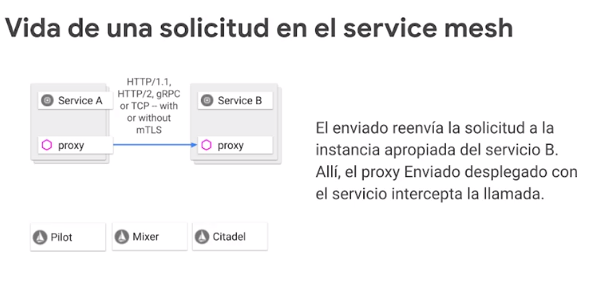 Vida de una solicitud en el service mesh
HTTP/1.1,
HTTP/2, gRPC
or TCP – with
or without
mTLS
Service A
Service B
proxy
proxy
El enviado reenvía la solicitud a la
instancia apropiada del servicio B.
Allí, el proxy Enviado desplegado con
el servicio intercepta la llamada.
Pilot
Mixer
Citadel